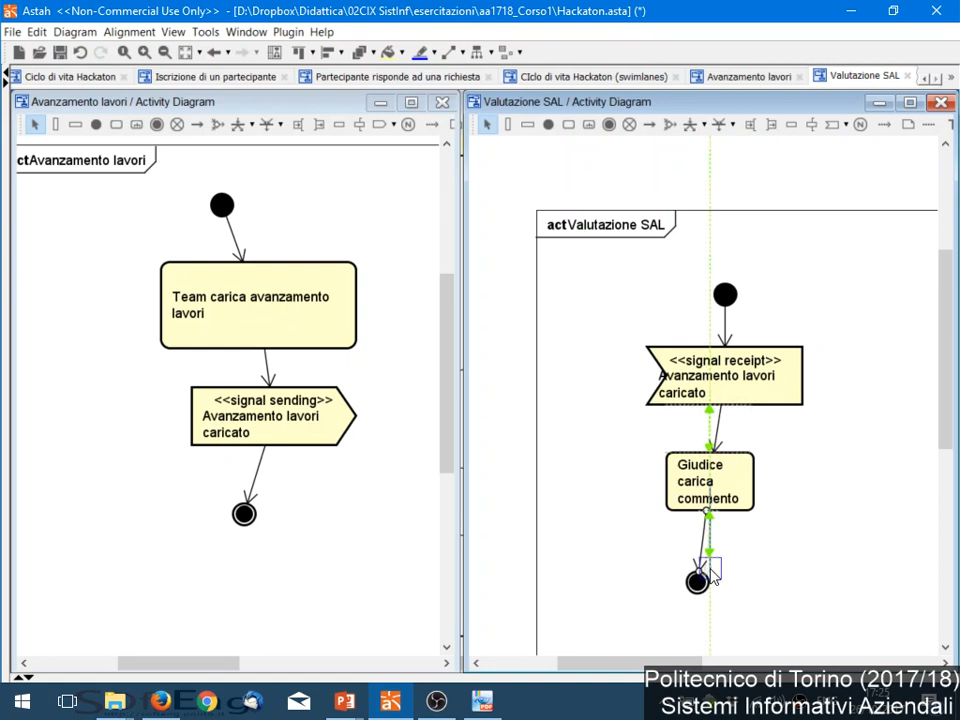 Astah <<Non-Commercial Use Only>> - [D:\Dropbox\Didattica\02CIX SistInf\esercitazioni\aa1718_Corso1\Hackaton.asta] (*)
File Edit Diagram Alignment View Tools Window Plugin Help
Ciclo di vita Hackaton
Iscrizione di un partecipante
Partecipante risponde ad una richiesta
CIclo di vita Hackaton (swimlanes)
Avanzamento lavori
Valutazione SAL
Avanzamento lavori / Activity Diagram
actAvanzamento lavori
Team carica avanzamento
lavori
<<signal sending>>
Avanzamento lavori
caricato
Valutazione SAL / Activity Diagram
actValutazione SAL
<<signal receipt>>
Avanzamento lavori
caricato
Giudice
carica
commento
Politecnico di Torino (2017/18)
Sistemi Informativi Aziendali